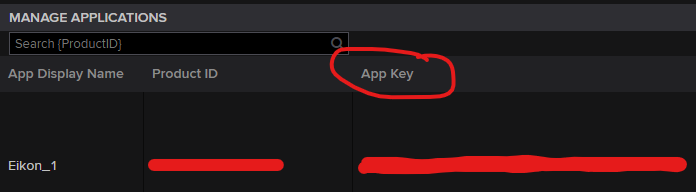 MANAGE APPLICATIONS
Search {ProductID}
App Display Name Product ID App Key
Eikon_1